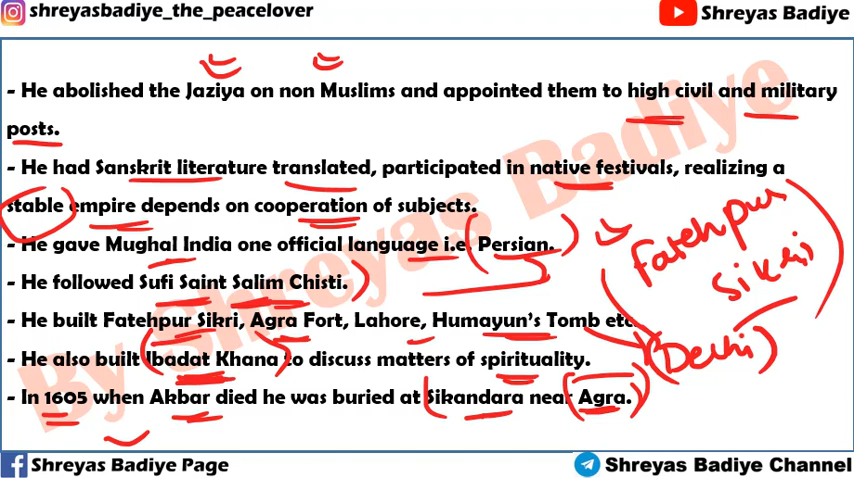 shreyasbadiye_the_peacelover
Shreyas Badiye
- He abolished the Jaziya on non Muslims and appointed them to high civil and military
posts.
- He had Sanskrit literature translated, participated in native festivals, realizing a
stable empire depends on cooperation of subjects.
- He gave Mughal India one official language i.e. Persian.
- He followed Sufi Saint Salim Chisti.
- He built Fatehpur Sikri, Agra Fort, Lahore, Humayun's Tomb etc.
- He also built Ibadat Khana to discuss matters of spirituality.
- In 1605 when Akbar died he was buried at Sikandara near Agra.
Fatehpur
Sikri
Delhi
By Shreyas Badiye
Shreyas Badiye Page
Shreyas Badiye Channel